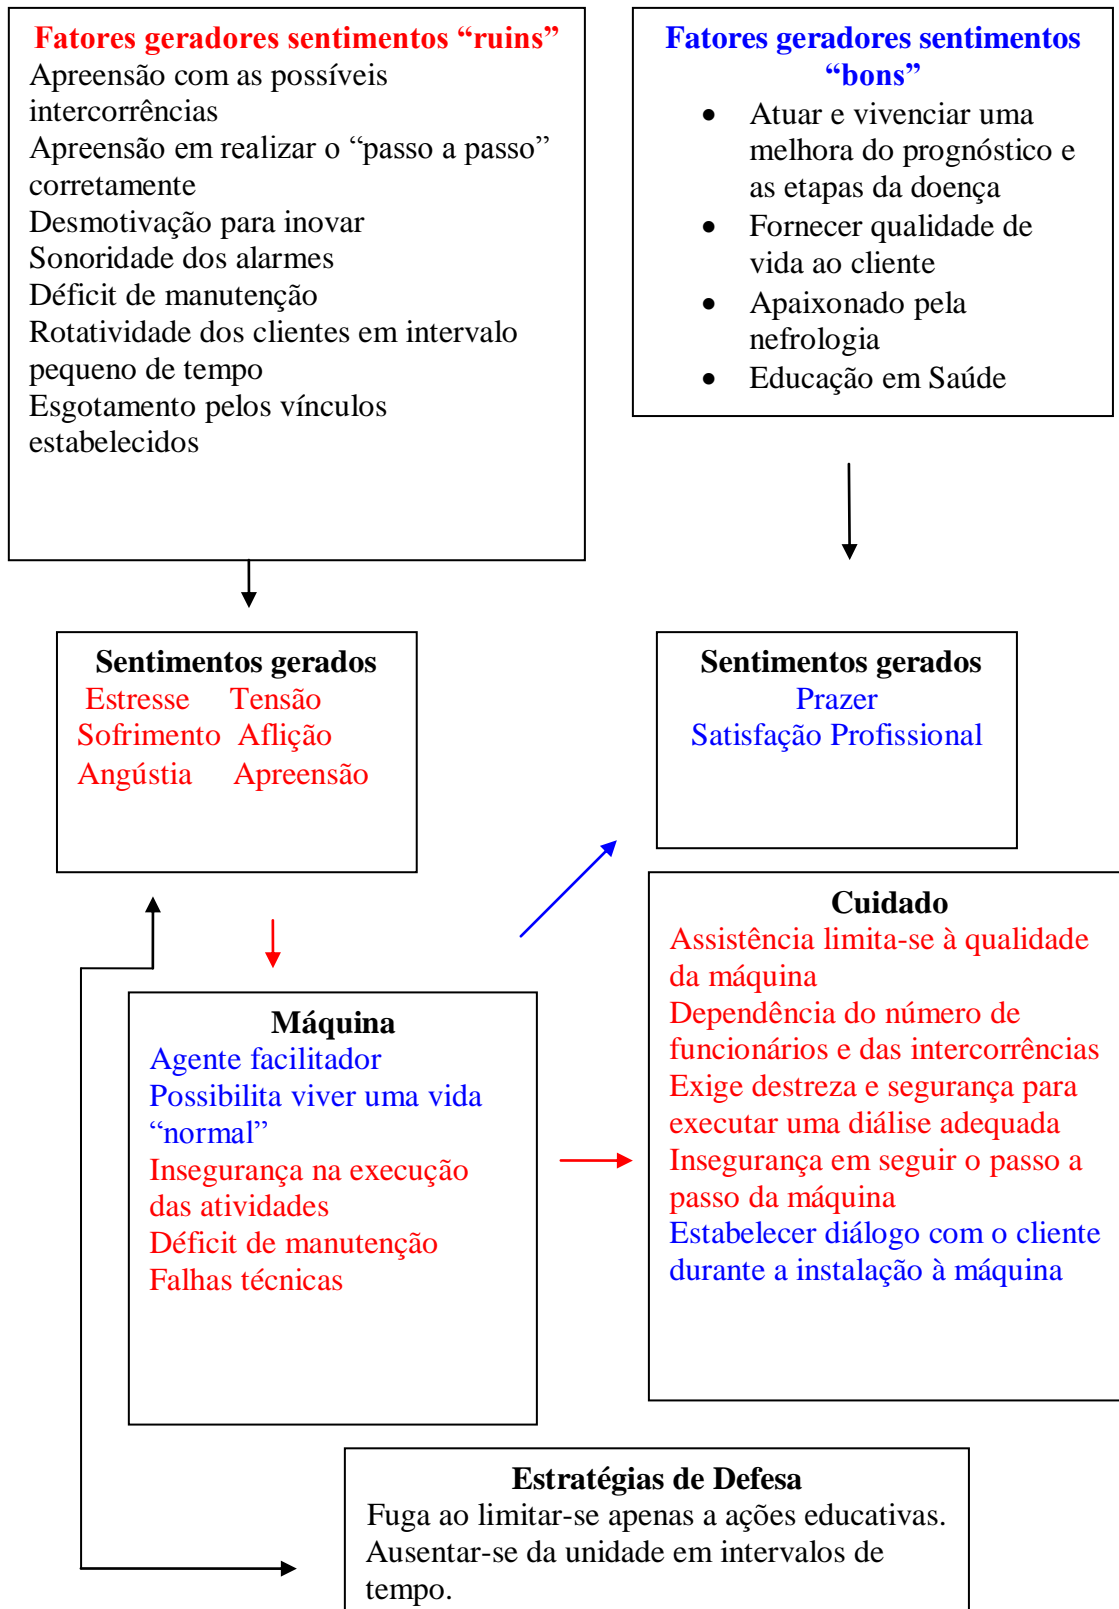 Fatores geradores sentimentos “ruins”
Apreensão com as possíveis
intercorrências
Apreensão em realizar o “passo a passo”
corretamente
Desmotivação para inovar
Sonoridade dos alarmes
Déficit de manutenção
Rotatividade dos clientes em intervalo
pequeno de tempo
Esgotamento pelos vínculos
estabelecidos
Fatores geradores sentimentos
“bons”
• Atuar e vivenciar uma
melhora do prognóstico e
as etapas da doença
• Fornecer qualidade de
vida ao cliente
• Apaixonado pela
nefrologia
• Educação em Saúde
Sentimentos gerados
Estresse Tensão
Sofrimento Aflição
Angústia Apreensão
Sentimentos gerados
Prazer
Satisfação Profissional
Máquina
Agente facilitador
Possibilita viver uma vida
“normal”
Insegurança na execução
das atividades
Déficit de manutenção
Falhas técnicas
Cuidado
Assistência limita-se à qualidade
da máquina
Dependência do número de
funcionários e das intercorrências
Exige destreza e segurança para
executar uma diálise adequada
Insegurança em seguir o passo a
passo da máquina
Estabelecer diálogo com o cliente
durante a instalação à máquina
Estratégias de Defesa
Fuga ao limitar-se apenas a ações educativas.
Ausentar-se da unidade em intervalos de
tempo.